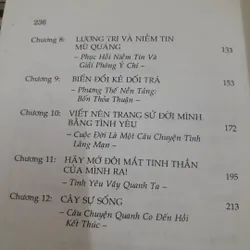 236
Chương 8: LƯƠNG TRI VÀ NIỀM TIN
MÙ QUÁNG 133
– Phục Hồi Niềm Tin Và
Giải Phóng Ý Chí –
Chương 9: BIẾN ĐỔI KẺ DỐI TRÁ 153
– Phương Thế Nền Tảng:
Bốn Thỏa Thuận –
Chương 10: VIẾT NÊN TRANG SỬ ĐỜI MÌNH
BẰNG TÌNH YÊU 172
– Cuộc Đời Là Một Câu Chuyện Tình
Lãng Mạn –
Chương 11: HÃY MỞ ĐÔI MẮT TINH THẦN
CỦA MÌNH RA! 195
– Tình Yêu Vây Quanh Ta –
Chương 12: CÂY SỰ SỐNG 213
– Câu Chuyện Quanh Co Đến Hồi
Kết Thúc –